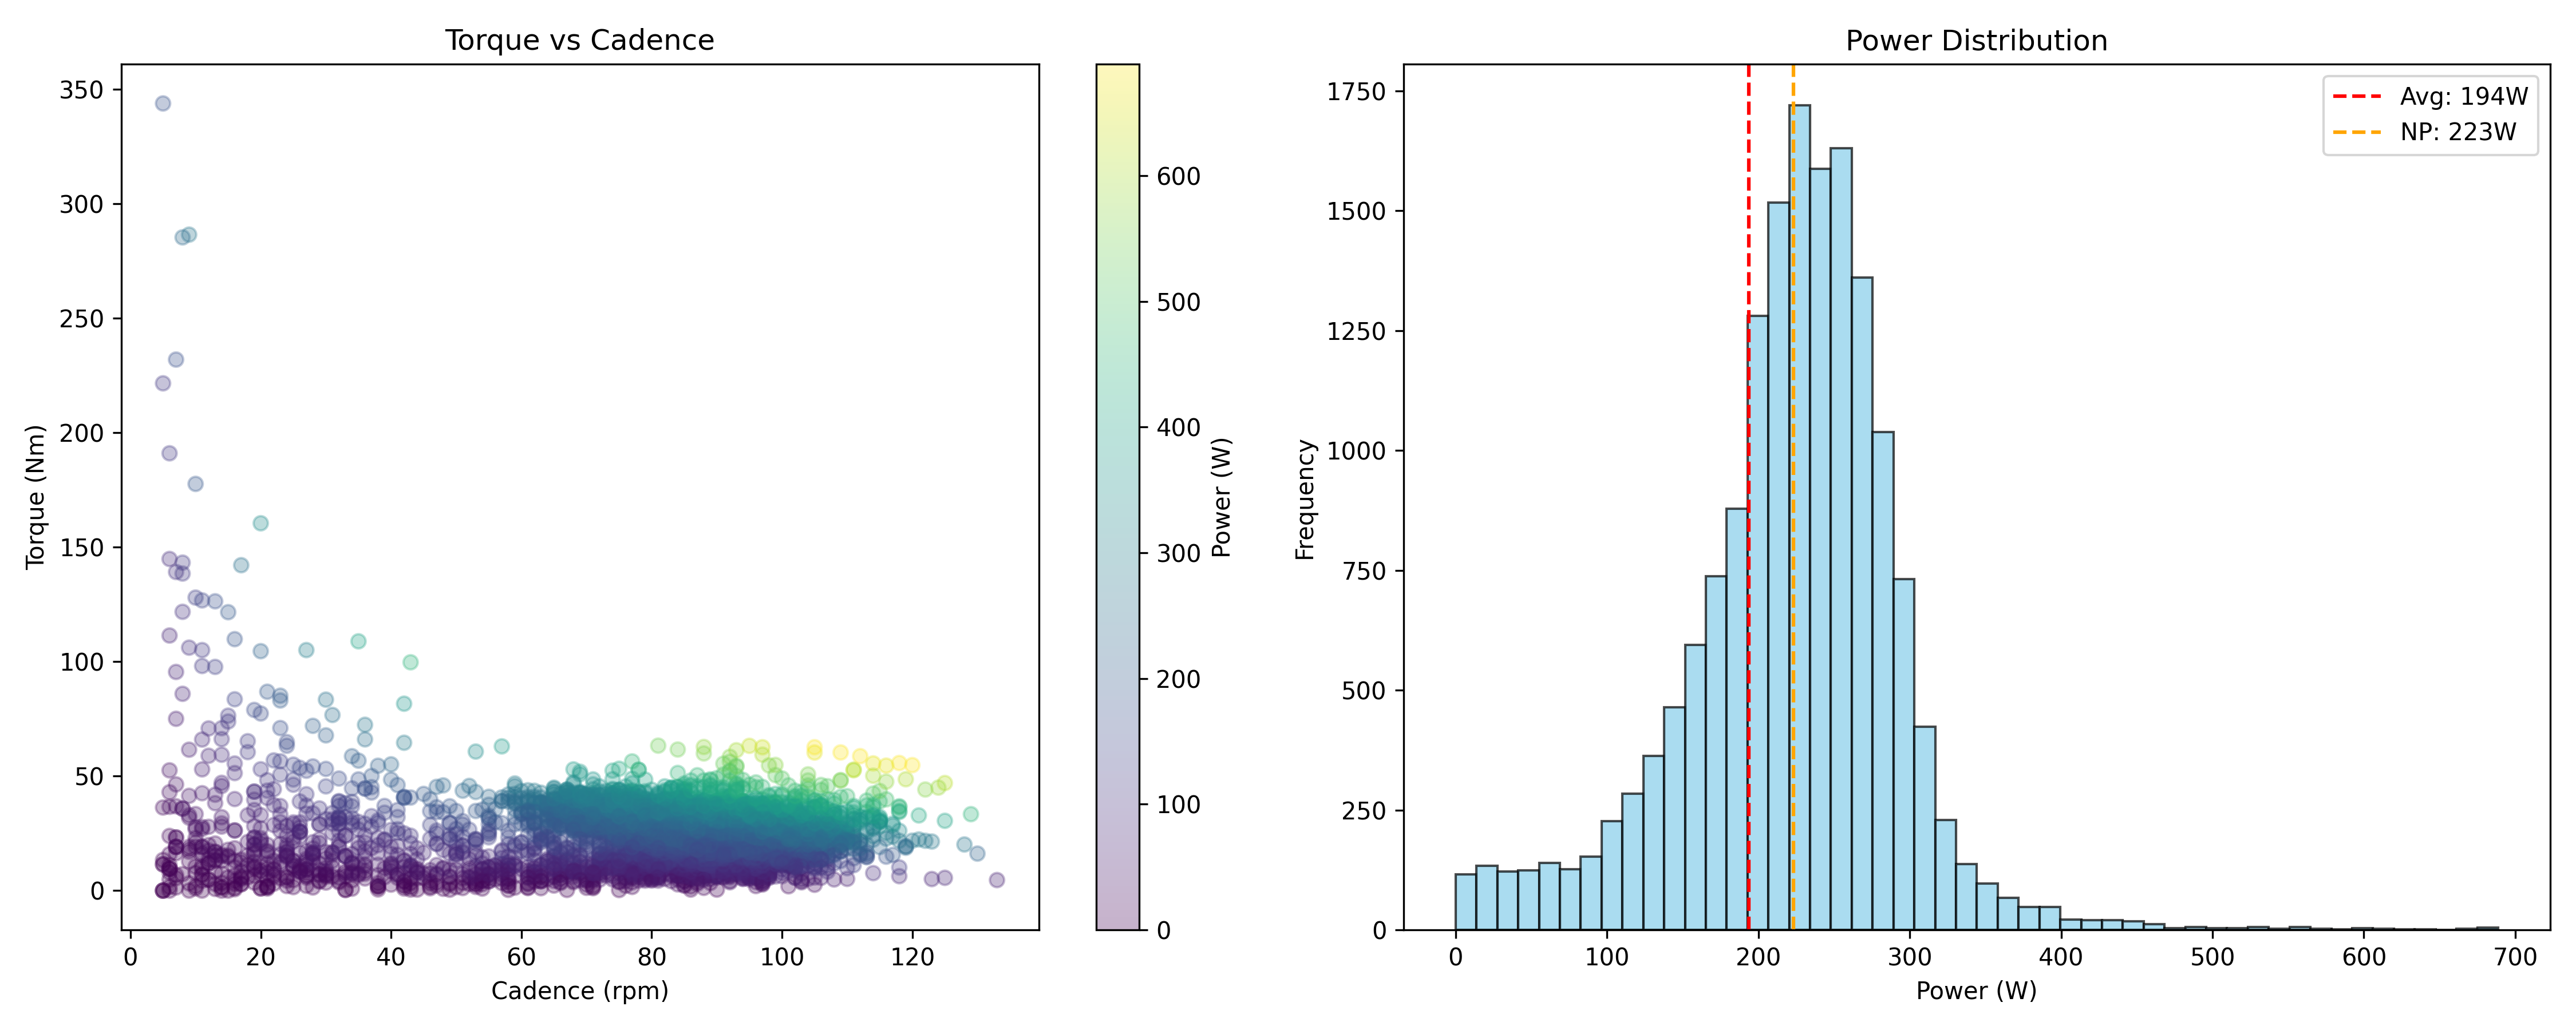 Torque vs Cadence
350
300
250
200
150
100
50
0
Torque (Nm)
0 20 40 60 80 100 120
Cadence (rpm)
600
500
400
300
200
100
0
Power (W)
Power Distribution
1750
1500
1250
1000
750
500
250
0
Frequency
0 100 200 300 400 500 600 700
Power (W)
Avg: 194W
NP: 223W